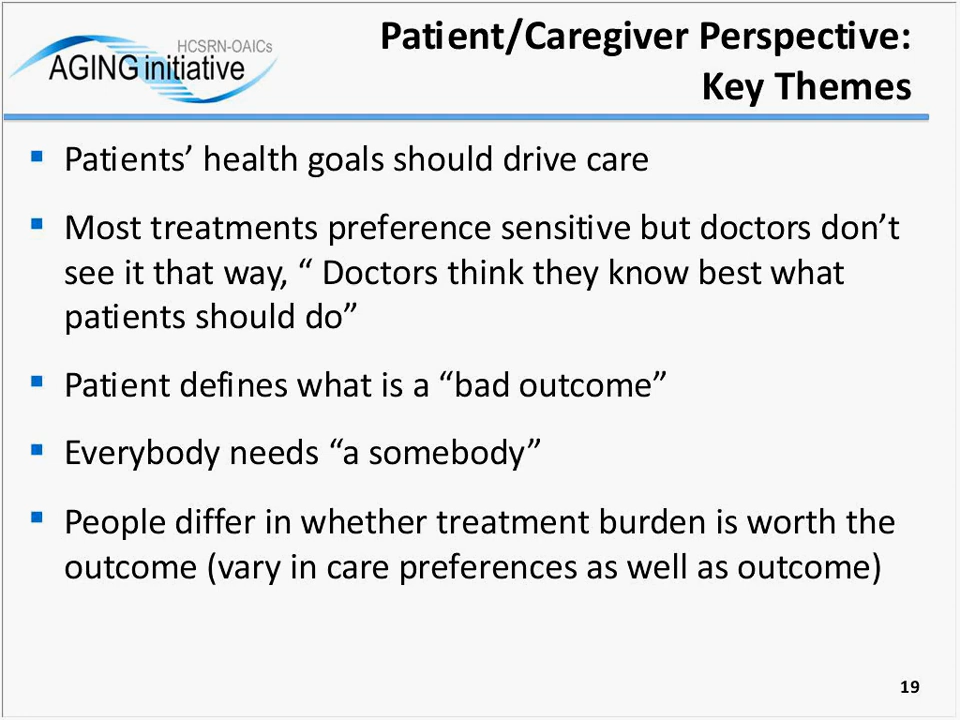 HCSRN-OAICs
AGING initiative
Patient/Caregiver Perspective:
Key Themes
▪ Patients’ health goals should drive care
▪ Most treatments preference sensitive but doctors don’t
see it that way, “ Doctors think they know best what
patients should do”
▪ Patient defines what is a “bad outcome”
▪ Everybody needs “a somebody”
▪ People differ in whether treatment burden is worth the
outcome (vary in care preferences as well as outcome)
19